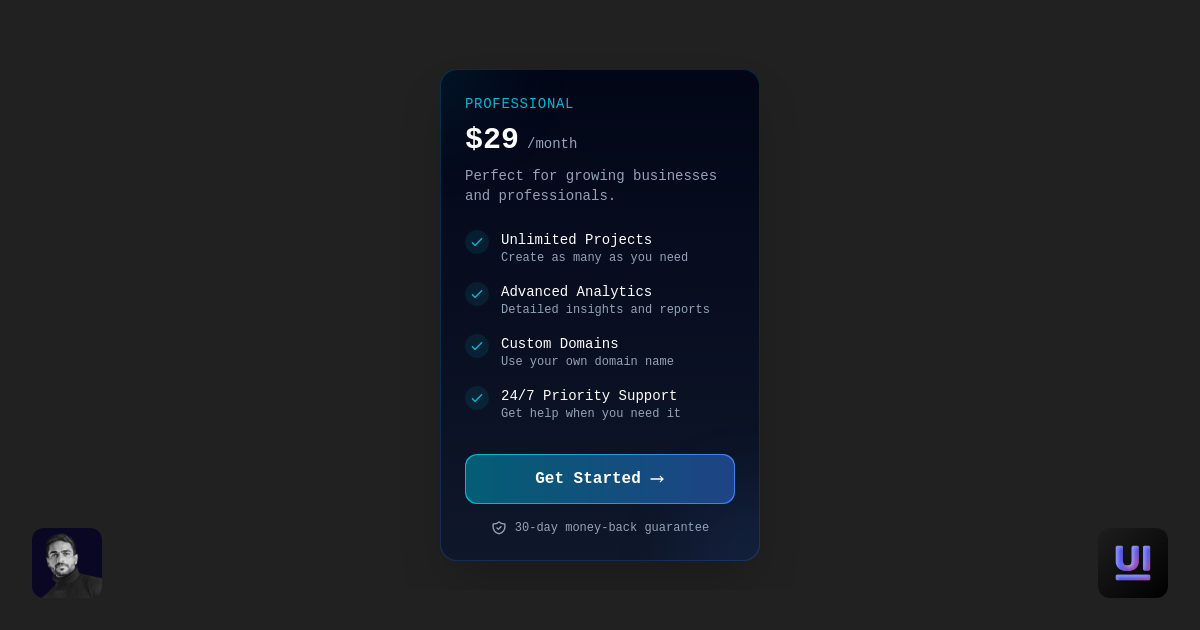 PROFESSIONAL
$29 /month
Perfect for growing businesses
and professionals.
Unlimited Projects
Create as many as you need
Advanced Analytics
Detailed insights and reports
Custom Domains
Use your own domain name
24/7 Priority Support
Get help when you need it
Get Started →
30-day money-back guarantee
UI